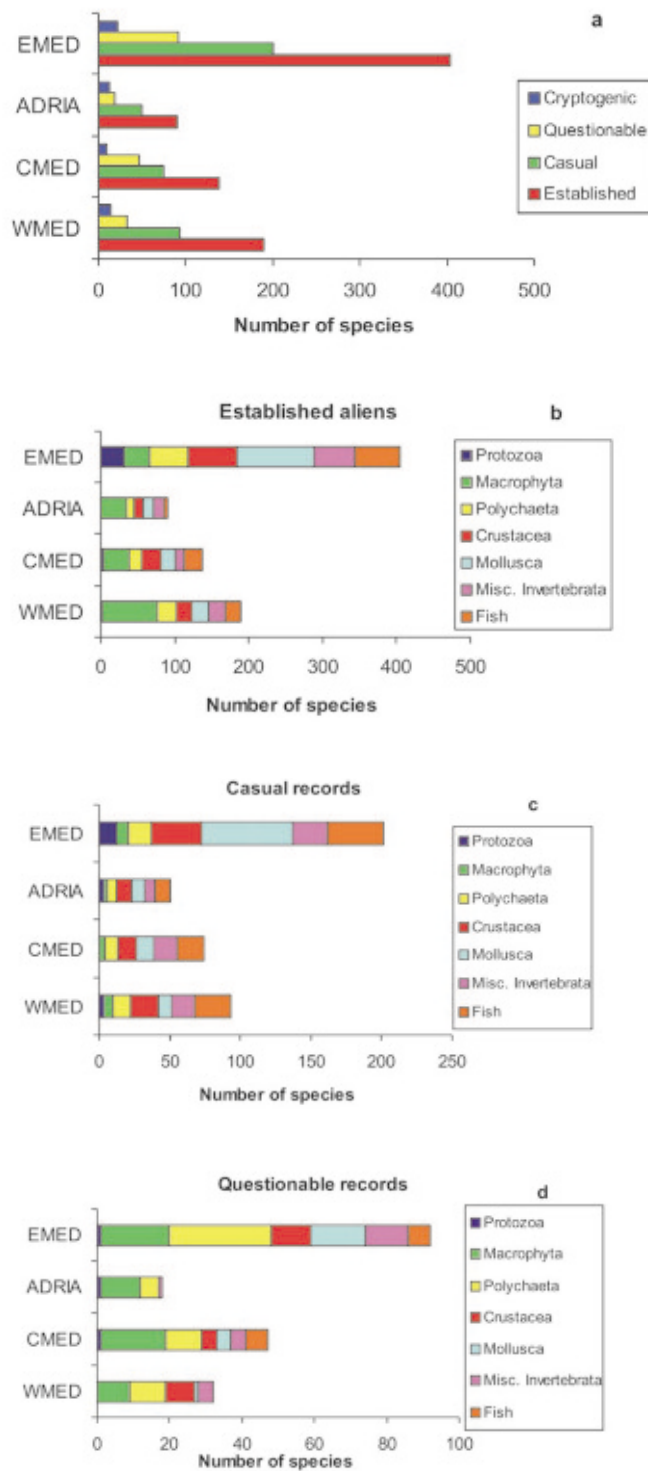 a
EMED
ADRIA
CMED
WMED
Cryptogenic
Questionable
Casual
Established
0 100 200 300 400 500
Number of species
Established aliens
b
EMED
ADRIA
CMED
WMED
Protozoa
Macrophyta
Polychaeta
Crustacea
Mollusca
Misc. Invertebrata
Fish
0 100 200 300 400 500
Number of species
Casual records
c
EMED
ADRIA
CMED
WMED
Protozoa
Macrophyta
Polychaeta
Crustacea
Mollusca
Misc. Invertebrata
Fish
0 50 100 150 200 250
Number of species
Questionable records
d
EMED
ADRIA
CMED
WMED
Protozoa
Macrophyta
Polychaeta
Crustacea
Mollusca
Misc. Invertebrata
Fish
0 20 40 60 80 100
Number of species